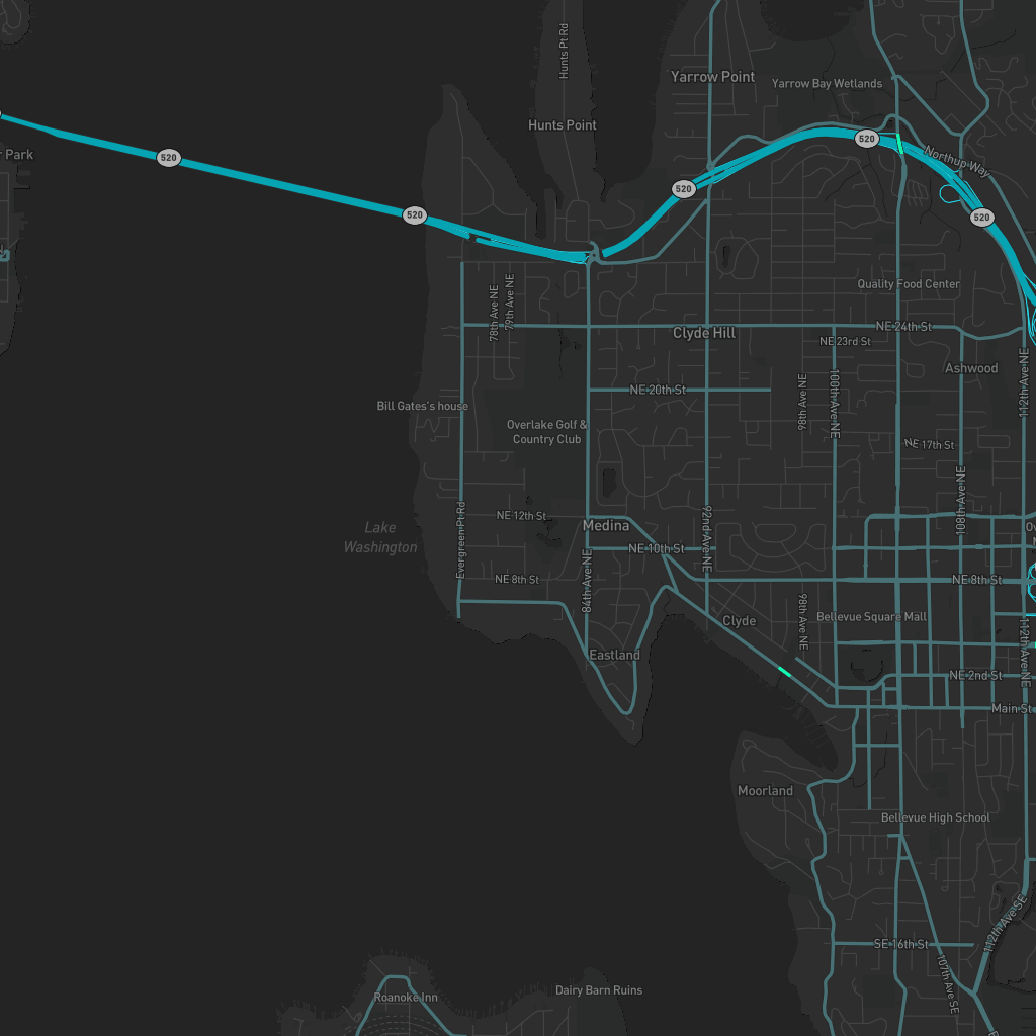 Hunts Pt Rd
Yarrow Point
Yarrow Bay Wetlands
Hunts Point
520
Northup Way
r Park
520
520
520
520
Quality Food Center
78th Ave NE
79th Ave NE
NE 24th St
Clyde Hill
NE 23rd St
Ashwood
112th Ave NE
NE 20th St
98th Ave NE
100th Ave NE
Bill Gates's house
Overlake Golf &
Country Club
NE 17th St
108th Ave NE
NE 12th St
Medina
92nd Ave NE
Lake
Washington
Evergreen Pt Rd
NE 10th St
NE 8th St
84th Ave NE
NE 8th St
98th Ave NE
Clyde
Bellevue Square Mall
112th Ave NE
Eastland
NE 2nd St
Main St
Moorland
Bellevue High School
112th Ave SE
SE 16th St
107th Ave SE
Roanoke Inn
Dairy Barn Ruins